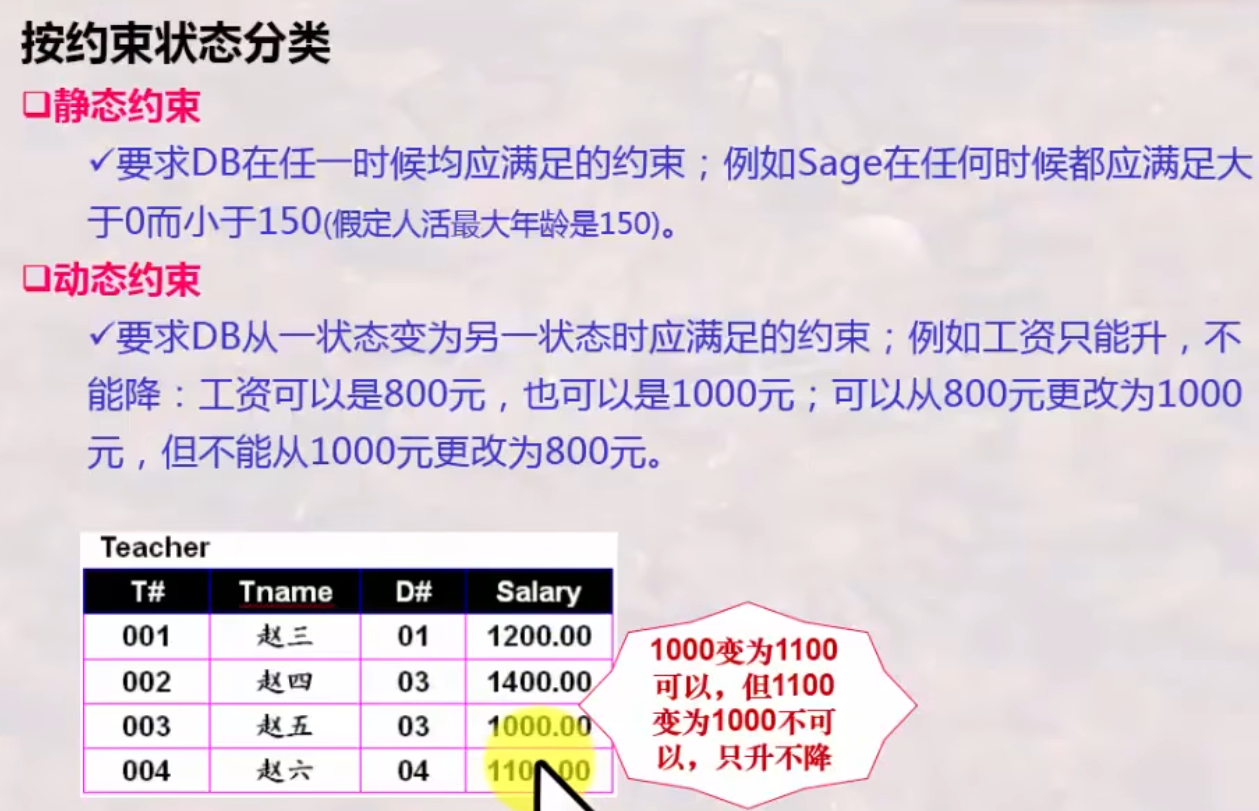 按约束状态分类
❑静态约束
✓要求DB在任一时候均应满足的约束；例如Sage在任何时候都应满足大
于0而小于150(假定人活最大年龄是150)。
❑动态约束
✓要求DB从一状态变为另一状态时应满足的约束；例如工资只能升，不
能降：工资可以是800元，也可以是1000元；可以从800元更改为1000
元，但不能从1000元更改为800元。
Teacher
T# Tname D# Salary
001 赵三 01 1200.00
002 赵四 03 1400.00
003 赵五 03 1000.00
004 赵六 04 1100.00
1000变为1100
可以，但1100
变为1000不可
以，只升不降